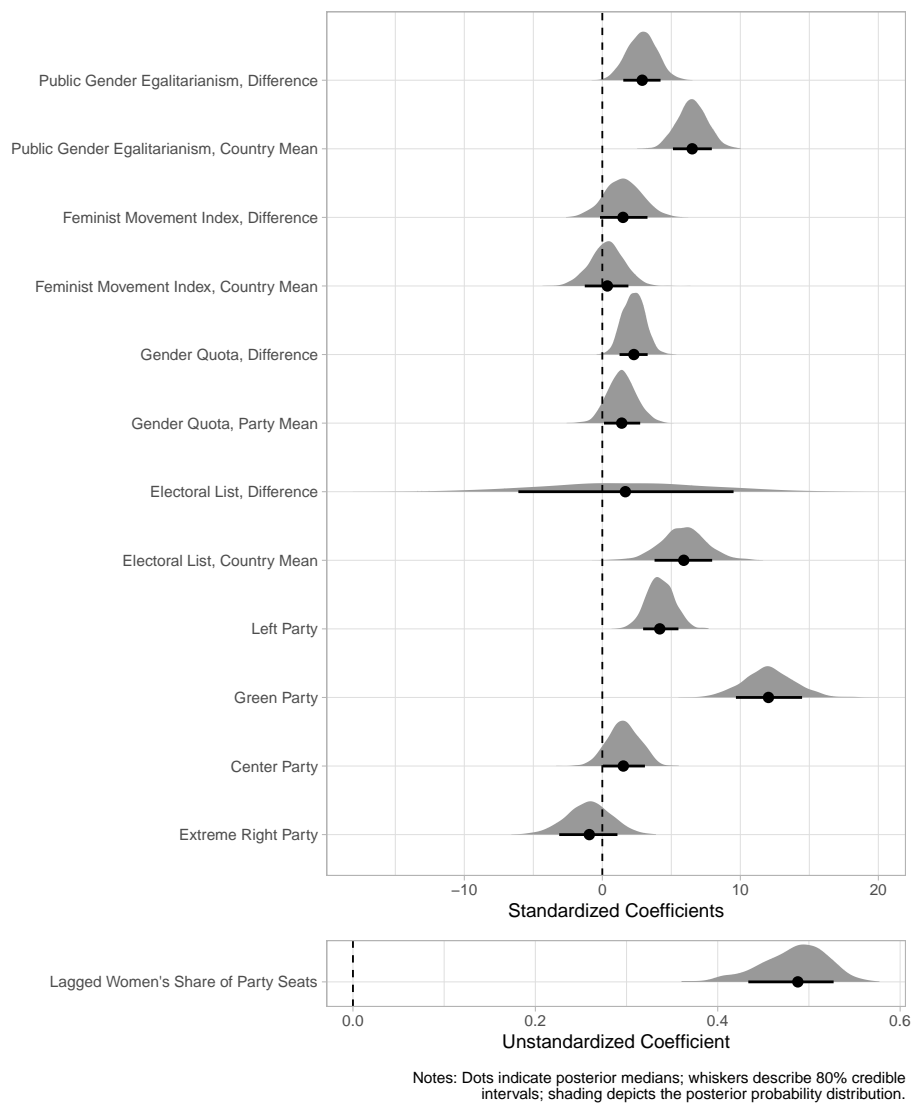 Public Gender Egalitarianism, Difference
Public Gender Egalitarianism, Country Mean
Feminist Movement Index, Difference
Feminist Movement Index, Country Mean
Gender Quota, Difference
Gender Quota, Party Mean
Electoral List, Difference
Electoral List, Country Mean
Left Party
Green Party
Center Party
Extreme Right Party
−10 0 10 20
Standardized Coefficients
Lagged Women's Share of Party Seats
0.0 0.2 0.4 0.6
Unstandardized Coefficient
Notes: Dots indicate posterior medians; whiskers describe 80% credible
intervals; shading depicts the posterior probability distribution.